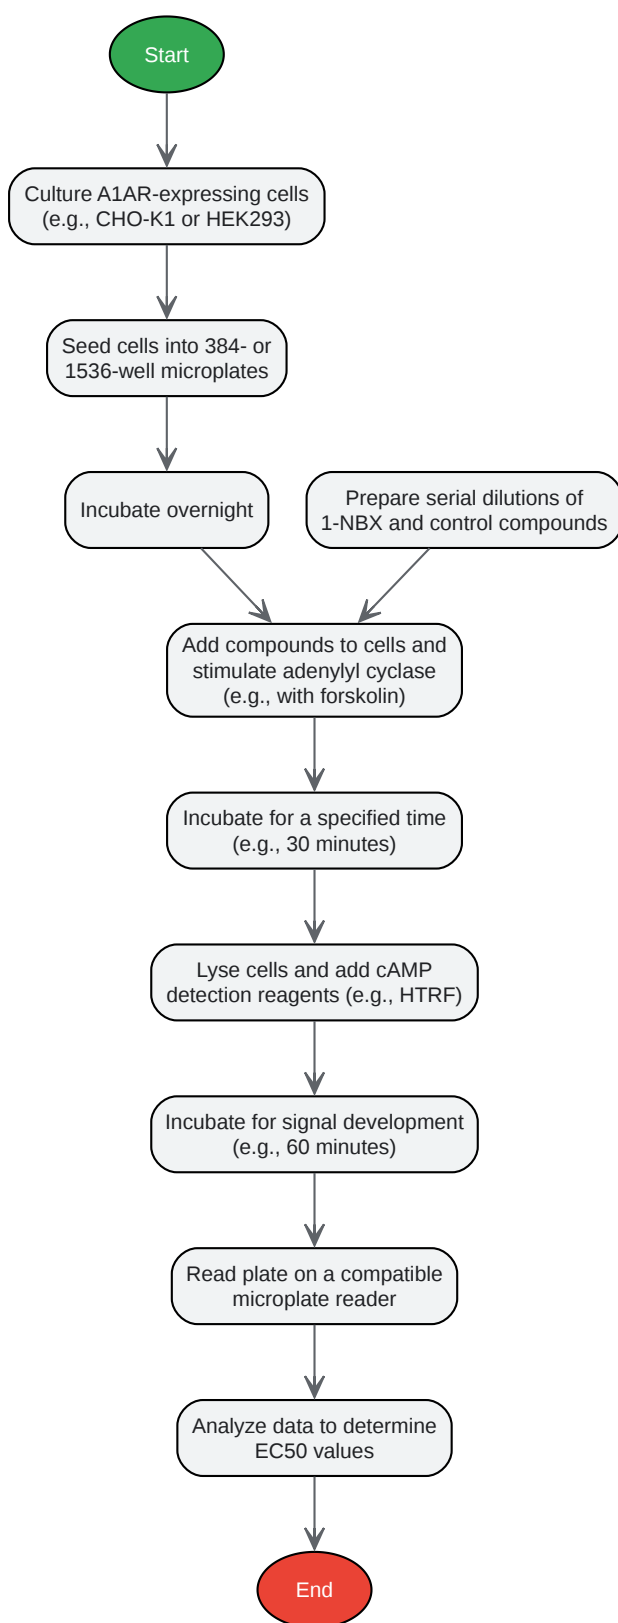 Start
Culture A1AR-expressing cells
(e.g., CHO-K1 or HEK293)
Seed cells into 384- or
1536-well microplates
Incubate overnight
Prepare serial dilutions of
1-NBX and control compounds
Add compounds to cells and
stimulate adenylyl cyclase
(e.g., with forskolin)
Incubate for a specified time
(e.g., 30 minutes)
Lyse cells and add cAMP
detection reagents (e.g., HTRF)
Incubate for signal development
(e.g., 60 minutes)
Read plate on a compatible
microplate reader
Analyze data to determine
EC50 values
End